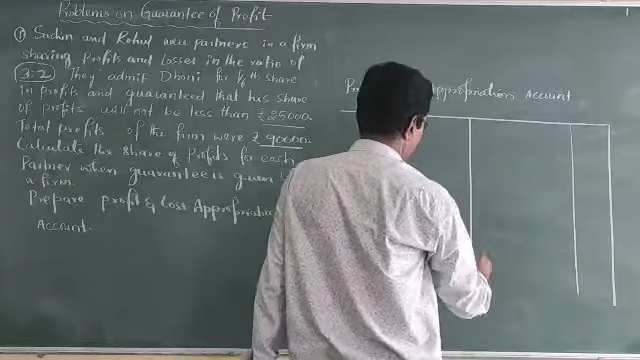 Problems on Guarantee of Profit
1) Sachin and Rahul were partners in a firm
sharing Profits and Losses in the ratio of
3:2 They admit Dhoni for 1/6th share
in profits and guaranteed that his share
of profits will not be less than ₹ 25000.
Total profits of the firm were ₹ 90000.
Calculate the share of Profits for each
Partner when guarantee is given by
a firm.
Prepare profit & Loss Appropriation
Account.
Appropriation Account